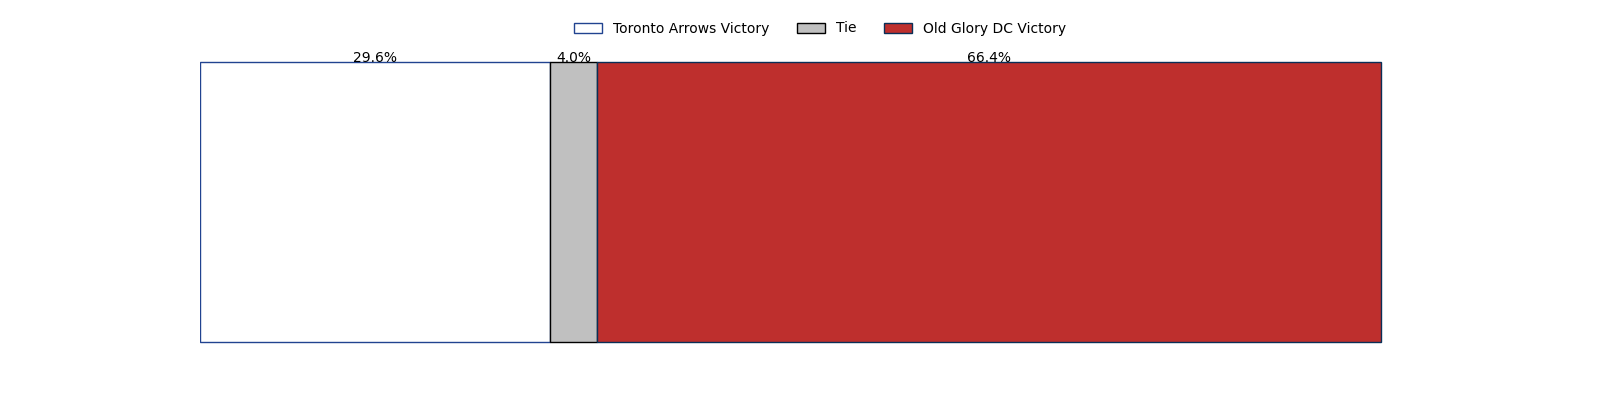 Toronto Arrows Victory Tie Old Glory DC Victory
29.6% 4.0% 66.4%